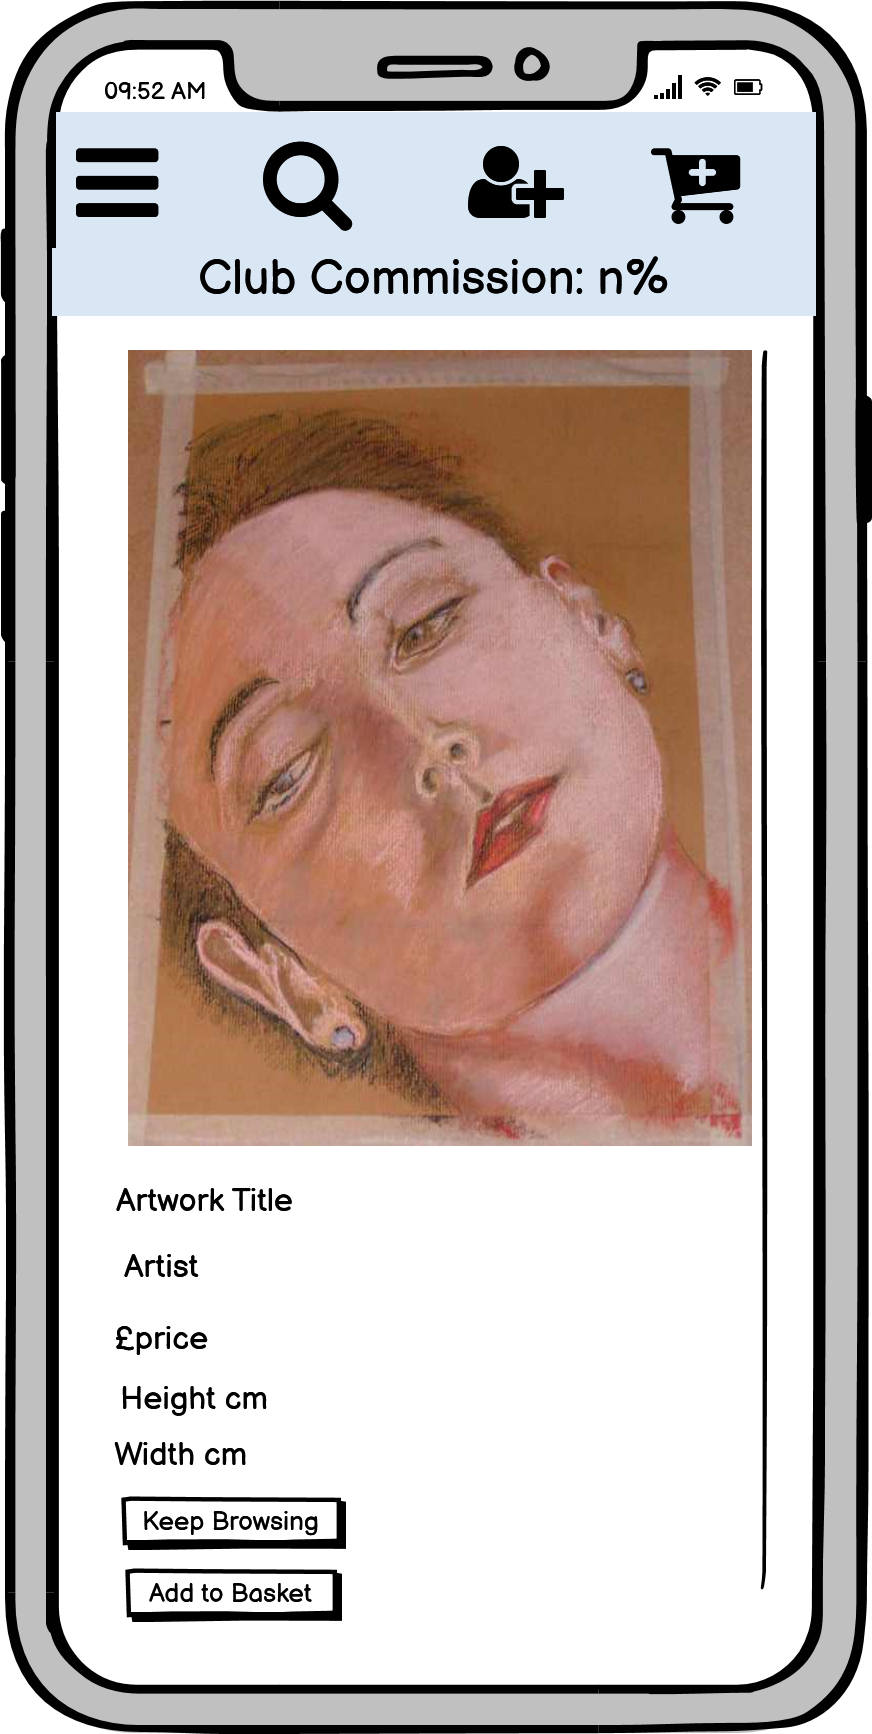 09:52 AM
Club Commission: n%
Artwork Title
Artist
£price
Height cm
Width cm
Keep Browsing
Add to Basket